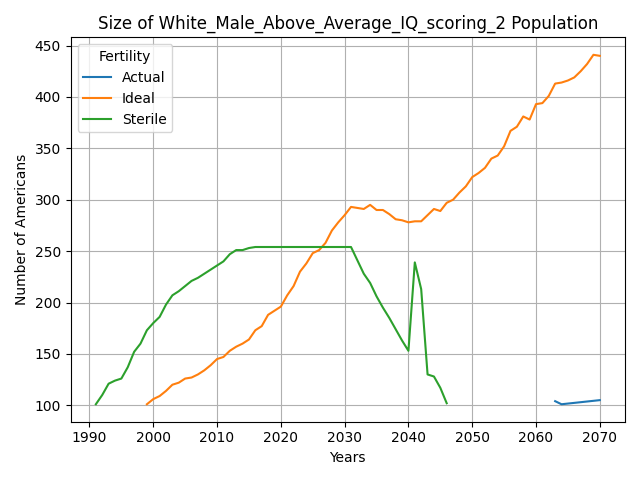 Size of White_Male_Above_Average_IQ_scoring_2 Population
Fertility
Actual
Ideal
Sterile
Number of Americans
450
400
350
300
250
200
150
100
1990 2000 2010 2020 2030 2040 2050 2060 2070
Years